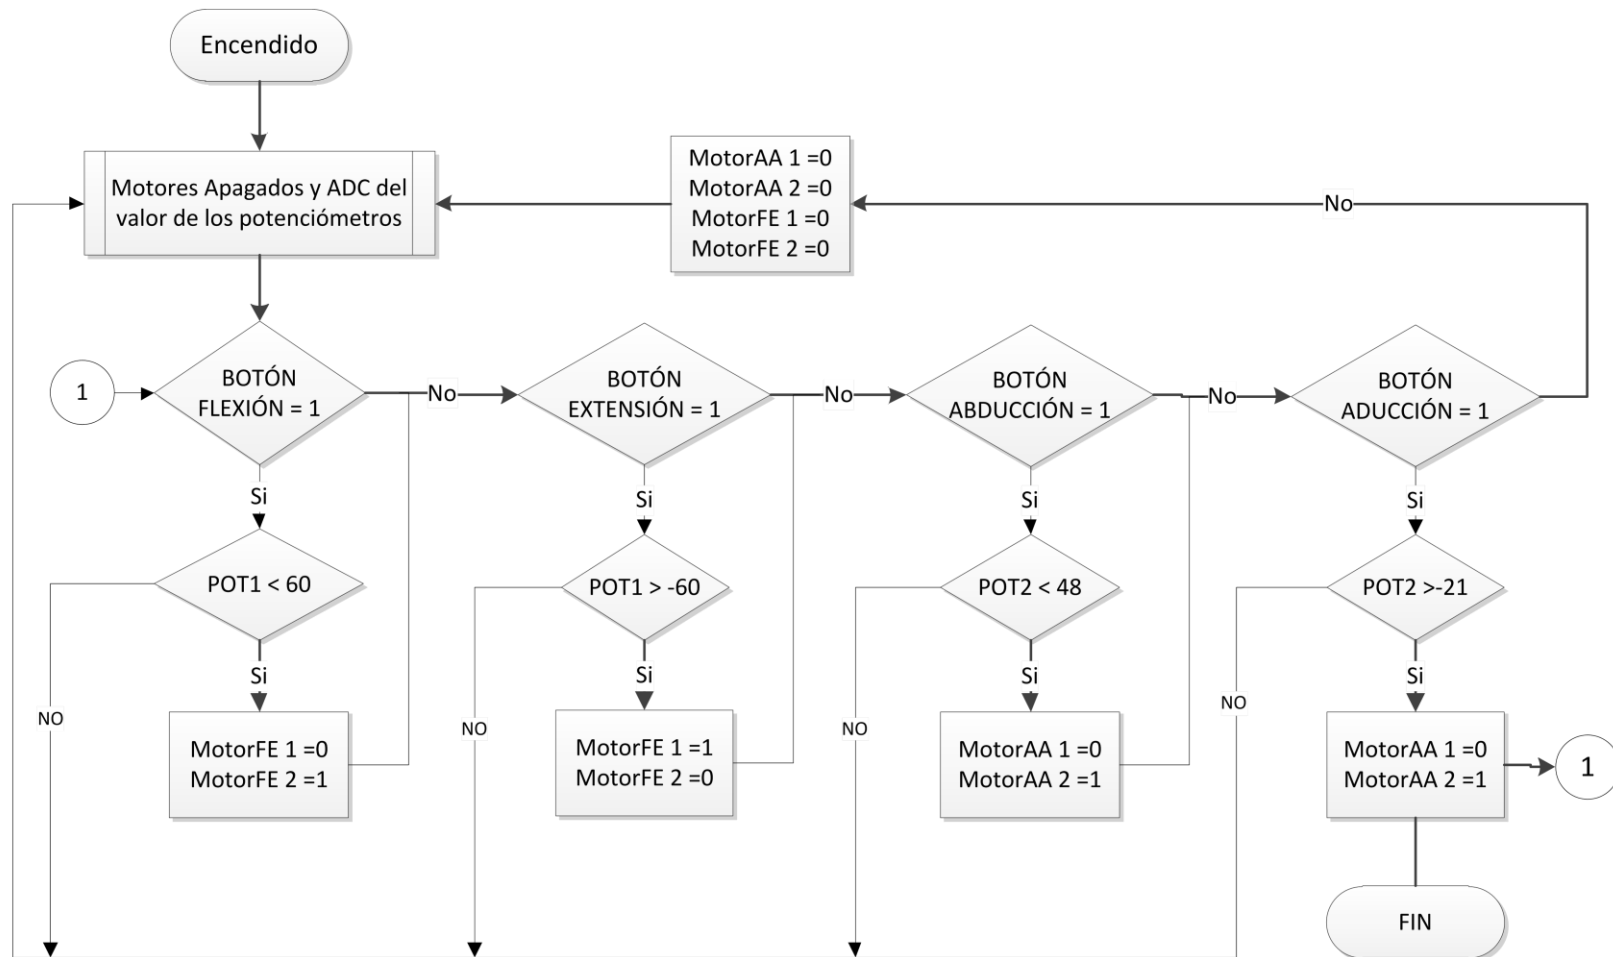 Encendido
Motores Apagados y ADC del
valor de los potenciómetros
MotorAA 1 =0
MotorAA 2 =0
MotorFE 1 =0
MotorFE 2 =0
No
1
BOTÓN
FLEXIÓN = 1
No
BOTÓN
EXTENSIÓN = 1
No
BOTÓN
ABDUCCIÓN = 1
No
BOTÓN
ADUCCIÓN = 1
Si
Si
Si
Si
POT1 < 60
POT1 > -60
POT2 < 48
POT2 >-21
Si
Si
Si
Si
NO
NO
NO
NO
MotorFE 1 =0
MotorFE 2 =1
MotorFE 1 =1
MotorFE 2 =0
MotorAA 1 =0
MotorAA 2 =1
MotorAA 1 =0
MotorAA 2 =1
1
FIN